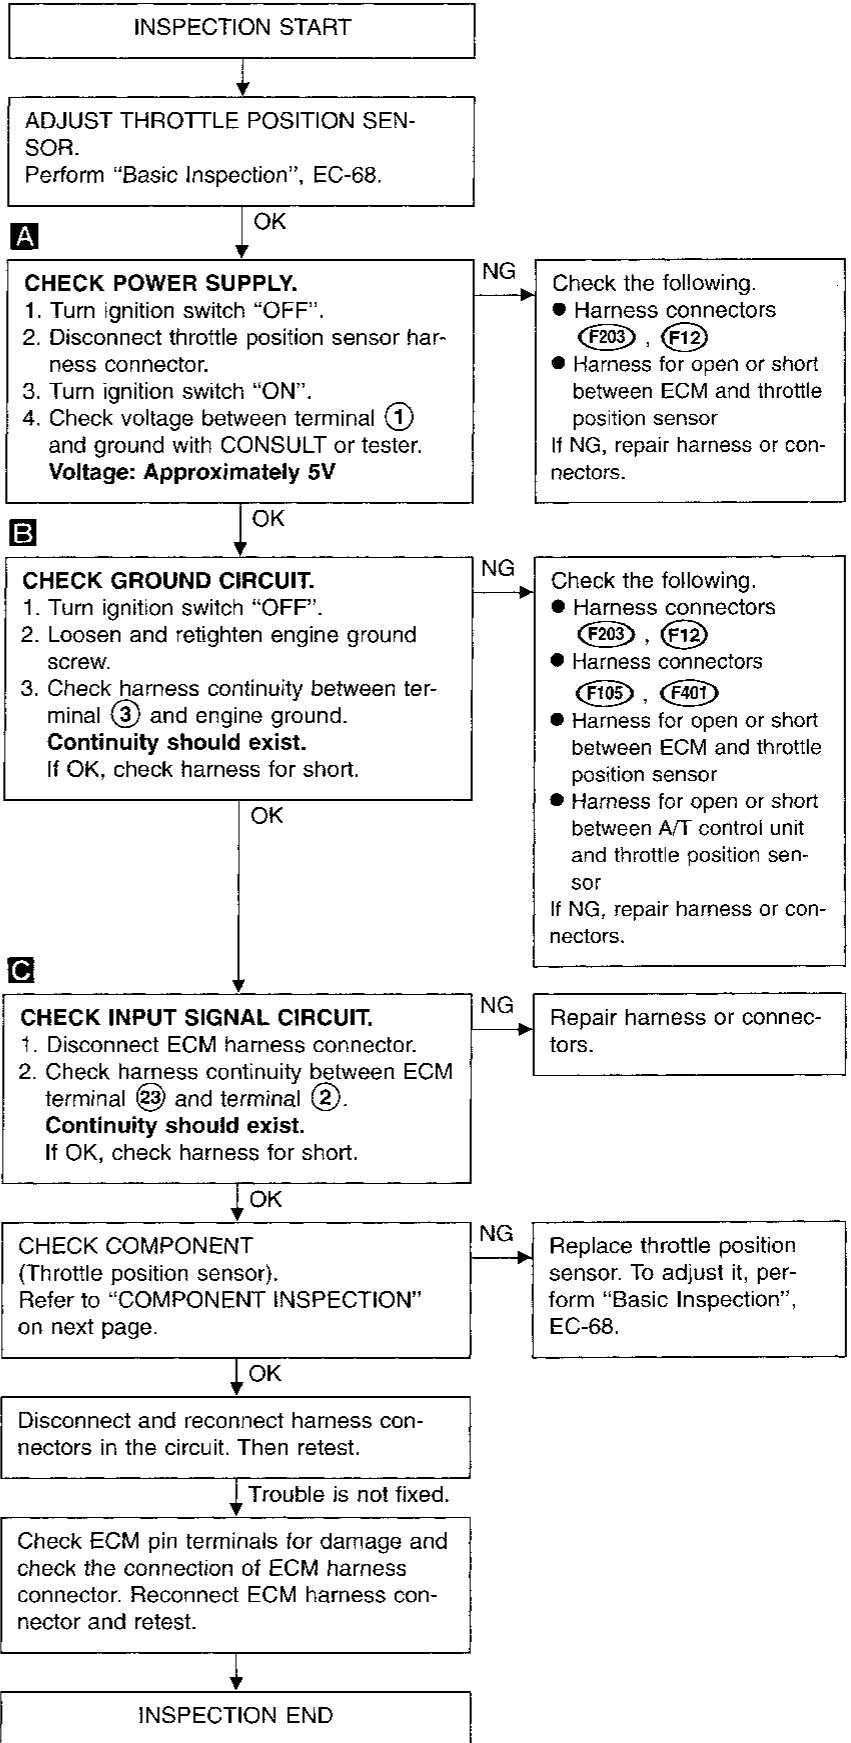 INSPECTION START
ADJUST THROTTLE POSITION SEN-
SOR.
Perform “Basic Inspection”, EC-68.
OK
A
CHECK POWER SUPPLY.
1. Turn ignition switch “OFF”.
2. Disconnect throttle position sensor har-
ness connector.
3. Turn ignition switch “ON”.
4. Check voltage between terminal ①
and ground with CONSULT or tester.
Voltage: Approximately 5V
NG
Check the following.
● Harness connectors
F203 , F12
● Harness for open or short
between ECM and throttle
position sensor
If NG, repair harness or con-
nectors.
OK
B
CHECK GROUND CIRCUIT.
1. Turn ignition switch “OFF”.
2. Loosen and retighten engine ground
screw.
3. Check harness continuity between ter-
minal ③ and engine ground.
Continuity should exist.
If OK, check harness for short.
NG
Check the following.
● Harness connectors
F203 , F12
● Harness connectors
F105 , F401
● Harness for open or short
between ECM and throttle
position sensor
● Harness for open or short
between A/T control unit
and throttle position sen-
sor
If NG, repair harness or con-
nectors.
OK
C
CHECK INPUT SIGNAL CIRCUIT.
1. Disconnect ECM harness connector.
2. Check harness continuity between ECM
terminal ㉓ and terminal ②.
Continuity should exist.
If OK, check harness for short.
NG
Repair harness or connec-
tors.
OK
CHECK COMPONENT
(Throttle position sensor).
Refer to “COMPONENT INSPECTION”
on next page.
NG
Replace throttle position
sensor. To adjust it, per-
form “Basic Inspection”,
EC-68.
OK
Disconnect and reconnect harness con-
nectors in the circuit. Then retest.
Trouble is not fixed.
Check ECM pin terminals for damage and
check the connection of ECM harness
connector. Reconnect ECM harness con-
nector and retest.
INSPECTION END